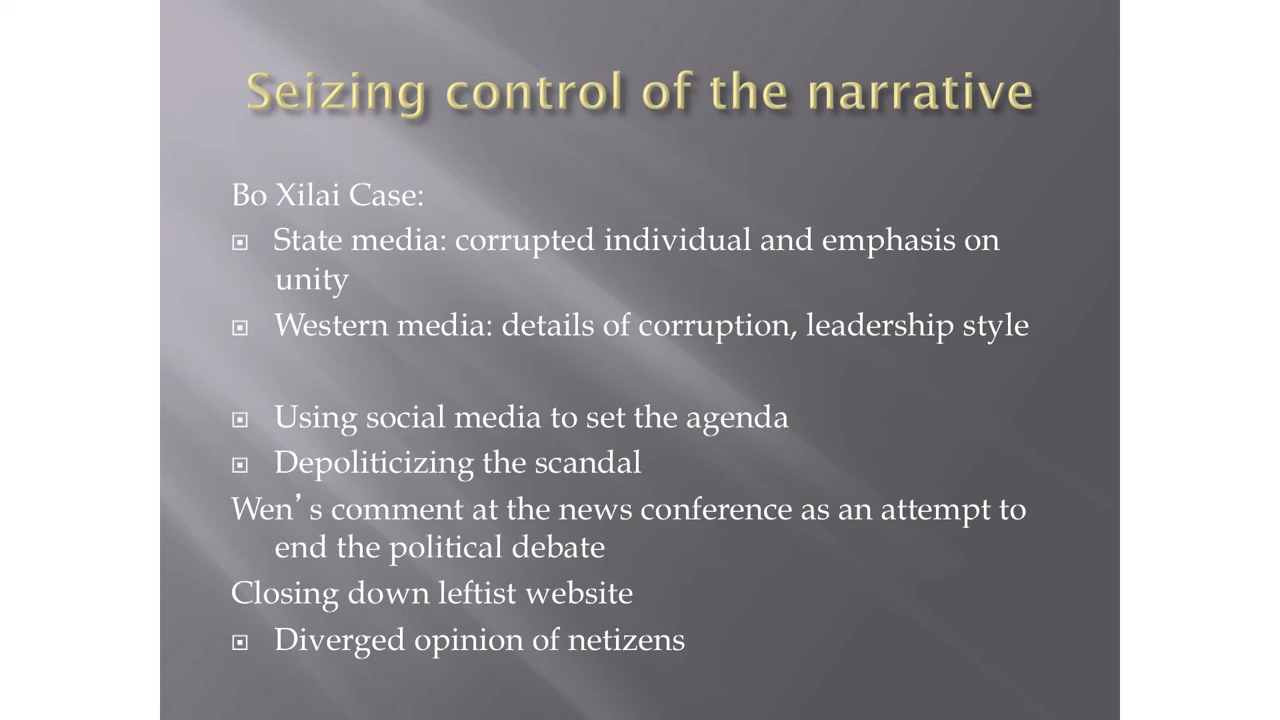 Seizing control of the narrative
Bo Xilai Case:
State media: corrupted individual and emphasis on
unity
Western media: details of corruption, leadership style
Using social media to set the agenda
Depoliticizing the scandal
Wen’s comment at the news conference as an attempt to
end the political debate
Closing down leftist website
Diverged opinion of netizens